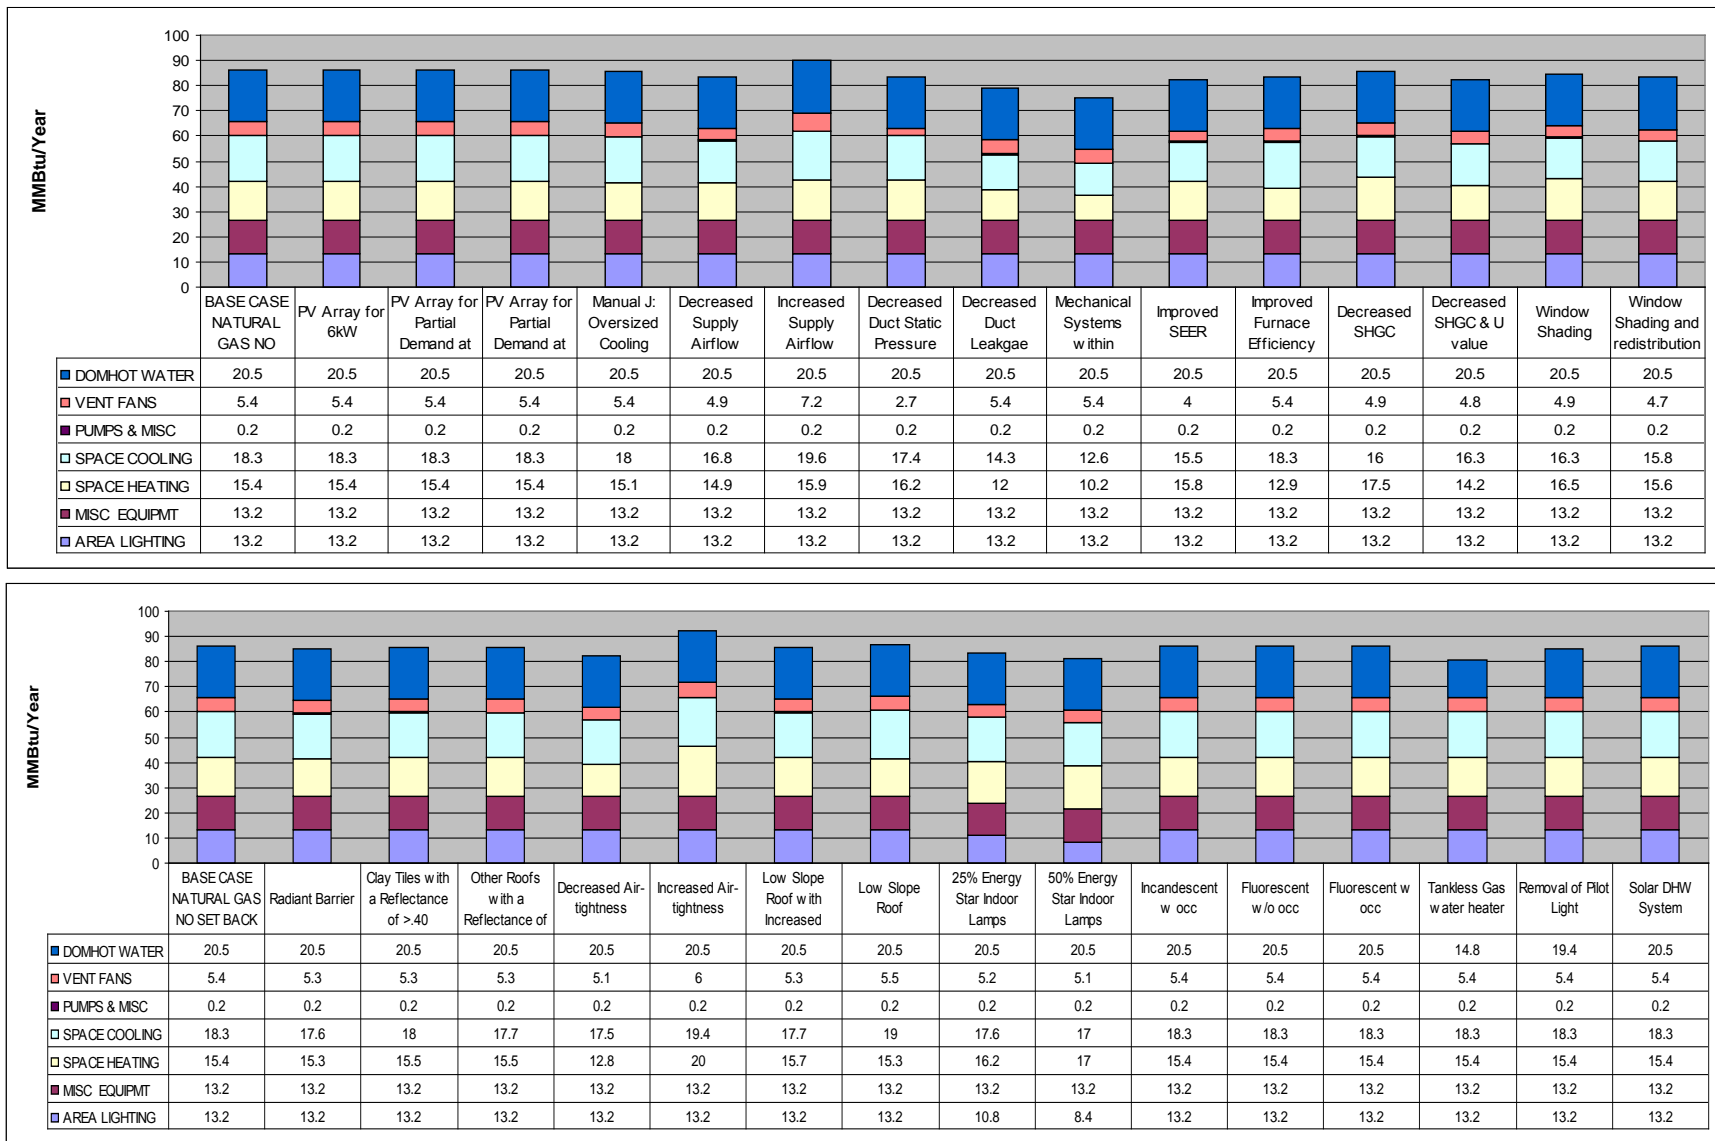 100
90
80
70
60
50
40
30
20
10
0
MMBtu/Year
BASE CASE NATURAL GAS NO
PV Array for 6kW
PV Array for Partial Demand at
PV Array for Partial Demand at
Manual J: Oversized Cooling
Decreased Supply Airflow
Increased Supply Airflow
Decreased Duct Static Pressure
Decreased Duct Leakgae
Mechanical Systems within
Improved SEER
Improved Furnace Efficiency
Decreased SHGC
Decreased SHGC & U value
Window Shading
Window Shading and redistribution
DOMHOT WATER 20.5 20.5 20.5 20.5 20.5 20.5 20.5 20.5 20.5 20.5 20.5 20.5 20.5 20.5 20.5 20.5
VENT FANS 5.4 5.4 5.4 5.4 5.4 4.9 7.2 2.7 5.4 5.4 4 5.4 4.9 4.8 4.9 4.7
PUMPS & MISC 0.2 0.2 0.2 0.2 0.2 0.2 0.2 0.2 0.2 0.2 0.2 0.2 0.2 0.2 0.2 0.2
SPACE COOLING 18.3 18.3 18.3 18.3 18 16.8 19.6 17.4 14.3 12.6 15.5 18.3 16 16.3 16.3 15.8
SPACE HEATING 15.4 15.4 15.4 15.4 15.1 14.9 15.9 16.2 12 10.2 15.8 12.9 17.5 14.2 16.5 15.6
MISC EQUIPMT 13.2 13.2 13.2 13.2 13.2 13.2 13.2 13.2 13.2 13.2 13.2 13.2 13.2 13.2 13.2 13.2
AREA LIGHTING 13.2 13.2 13.2 13.2 13.2 13.2 13.2 13.2 13.2 13.2 13.2 13.2 13.2 13.2 13.2 13.2
100
90
80
70
60
50
40
30
20
10
0
MMBtu/Year
BASE CASE NATURAL GAS NO SET BACK
Radiant Barrier
Clay Tiles with a Reflectance of >.40
Other Roofs with a Reflectance of
Decreased Air-tightness
Increased Air-tightness
Low Slope Roof with Increased
Low Slope Roof
25% Energy Star Indoor Lamps
50% Energy Star Indoor Lamps
Incandescent w occ
Fluorescent w/o occ
Fluorescent w occ
Tankless Gas water heater
Removal of Pilot Light
Solar DHW System
DOMHOT WATER 20.5 20.5 20.5 20.5 20.5 20.5 20.5 20.5 20.5 20.5 20.5 20.5 20.5 14.8 19.4 20.5
VENT FANS 5.4 5.3 5.3 5.3 5.1 6 5.3 5.5 5.2 5.1 5.4 5.4 5.4 5.4 5.4 5.4
PUMPS & MISC 0.2 0.2 0.2 0.2 0.2 0.2 0.2 0.2 0.2 0.2 0.2 0.2 0.2 0.2 0.2 0.2
SPACE COOLING 18.3 17.6 18 17.7 17.5 19.4 17.7 19 17.6 17 18.3 18.3 18.3 18.3 18.3 18.3
SPACE HEATING 15.4 15.3 15.5 15.5 12.8 20 15.7 15.3 16.2 17 15.4 15.4 15.4 15.4 15.4 15.4
MISC EQUIPMT 13.2 13.2 13.2 13.2 13.2 13.2 13.2 13.2 13.2 13.2 13.2 13.2 13.2 13.2 13.2 13.2
AREA LIGHTING 13.2 13.2 13.2 13.2 13.2 13.2 13.2 13.2 10.8 8.4 13.2 13.2 13.2 13.2 13.2 13.2